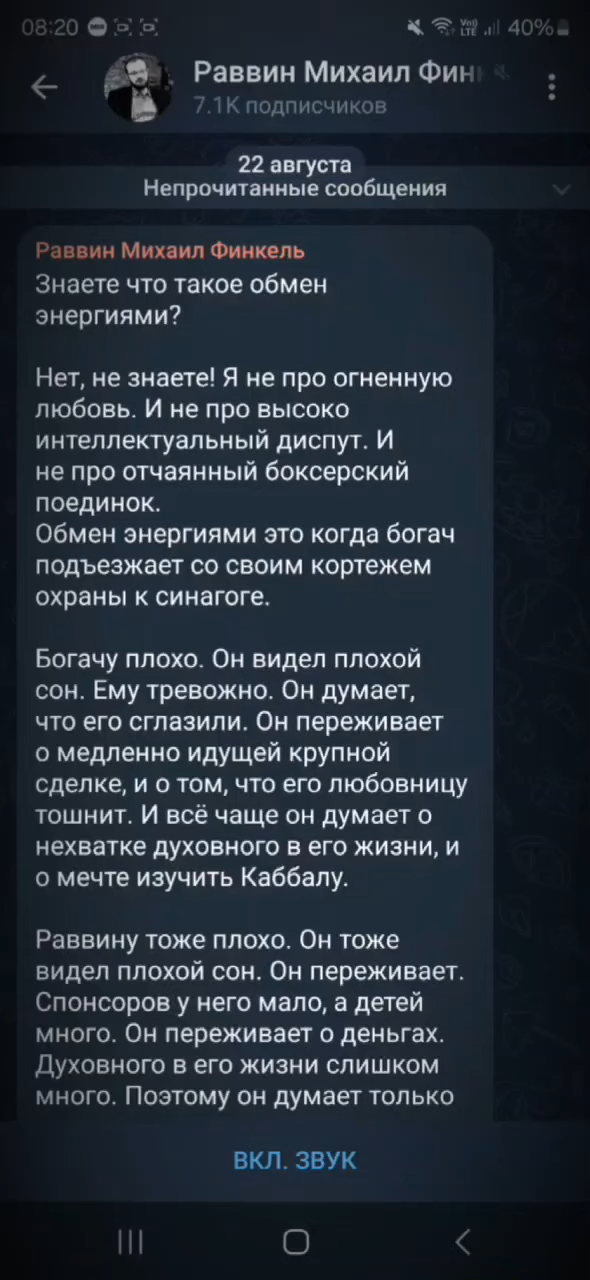 08:20
Vo)) LTE 40%
Раввин Михаил Фин
7.1K подписчиков
22 августа
Непрочитанные сообщения
Раввин Михаил Финкель
Знаете что такое обмен
энергиями?
Нет, не знаете! Я не про огненную
любовь. И не про высоко
интеллектуальный диспут. И
не про отчаянный боксерский
поединок.
Обмен энергиями это когда богач
подъезжает со своим кортежем
охраны к синагоге.
Богачу плохо. Он видел плохой
сон. Ему тревожно. Он думает,
что его сглазили. Он переживает
о медленно идущей крупной
сделке, и о том, что его любовницу
тошнит. И всё чаще он думает о
нехватке духовного в его жизни, и
о мечте изучить Каббалу.
Раввину тоже плохо. Он тоже
видел плохой сон. Он переживает.
Спонсоров у него мало, а детей
много. Он переживает о деньгах.
Духовного в его жизни слишком
много. Поэтому он думает только
ВКЛ. ЗВУК